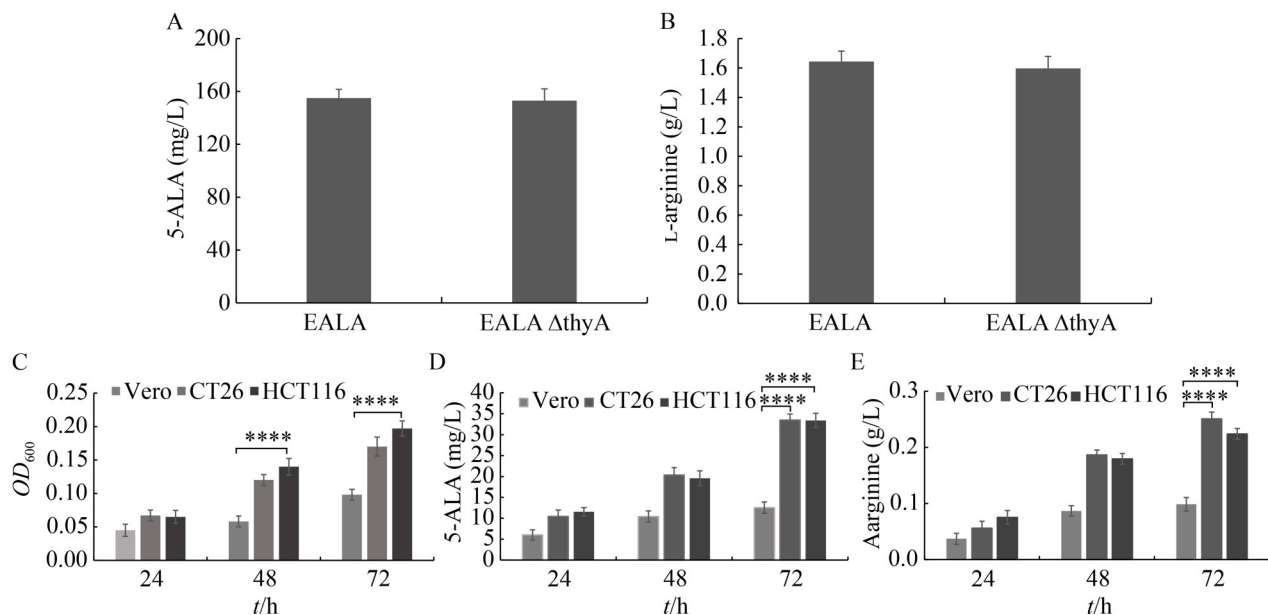 A
200
160
120
80
40
0
5-ALA (mg/L)
EALA
EALA ΔthyA
B
1.8
1.6
1.4
1.2
1.0
0.8
0.6
0.4
0.2
0.0
L-arginine (g/L)
EALA
EALA ΔthyA
C
0.25
0.20
0.15
0.10
0.05
0.00
OD600
Vero CT26 HCT116
****
****
24 48 72
t/h
D
40
35
30
25
20
15
10
5
0
5-ALA (mg/L)
Vero CT26 HCT116
****
****
24 48 72
t/h
E
0.3
0.2
0.1
0.0
Aarginine (g/L)
Vero CT26 HCT116
****
****
24 48 72
t/h